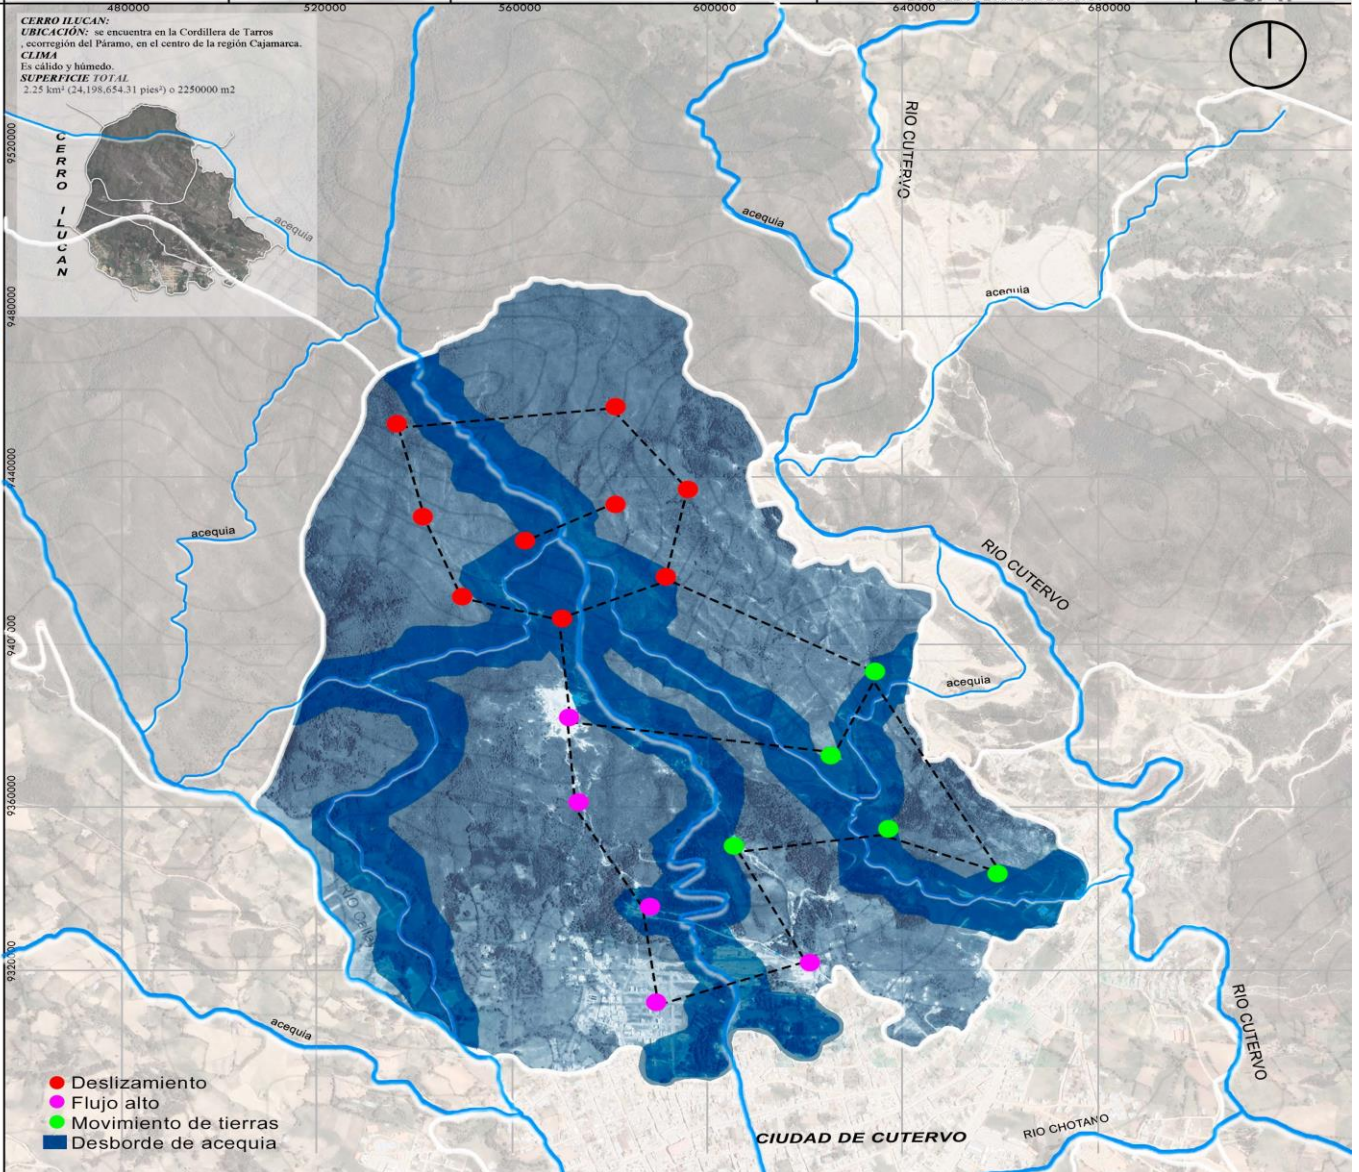 480000
520000
560000
600000
640000
680000
CERRO ILUCAN:
UBICACIÓN: se encuentra en la Cordillera de Tarros
, ecorregión del Páramo, en el centro de la región Cajamarca.
CLIMA
Es cálido y húmedo.
SUPERFICIE TOTAL
2.25 km² (24,198,654.31 pies²) o 2250000 m2
CERRO ILUCAN
9520000
9480000
9360000
RIO CUTERVO
acequia
acequia
acequia
acequia
RIO CUTERVO
acequia
acequia
RIO CUTERVO
Deslizamiento
Flujo alto
Movimiento de tierras
Desborde de acequia
CIUDAD DE CUTERVO
RIO CHOTANO